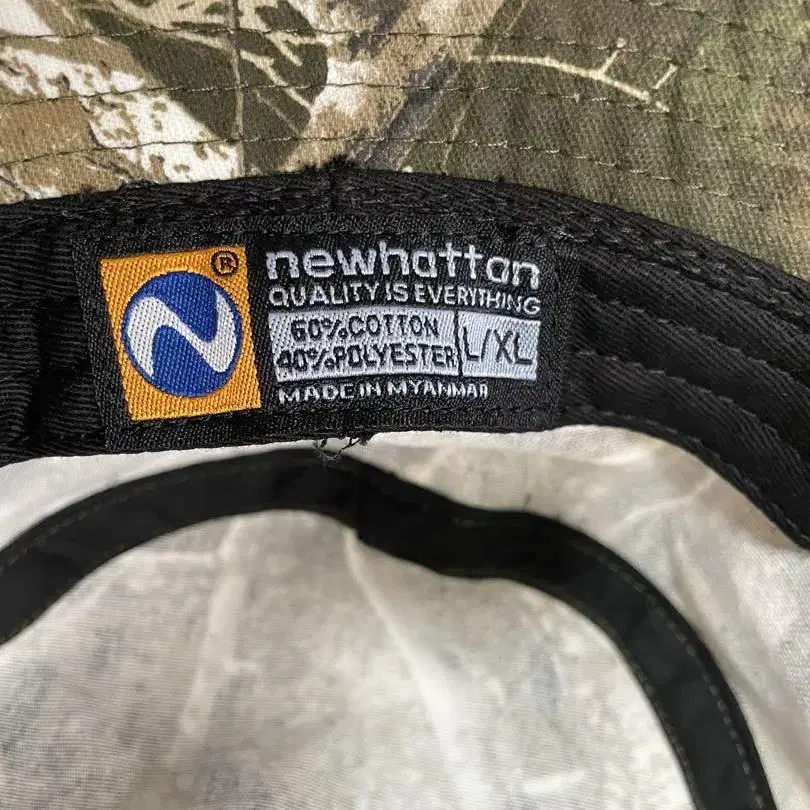 ®
newhattan
QUALITY IS EVERYTHING
60%COTTON
40%POLYESTER
L/XL
MADE IN MYANMAR